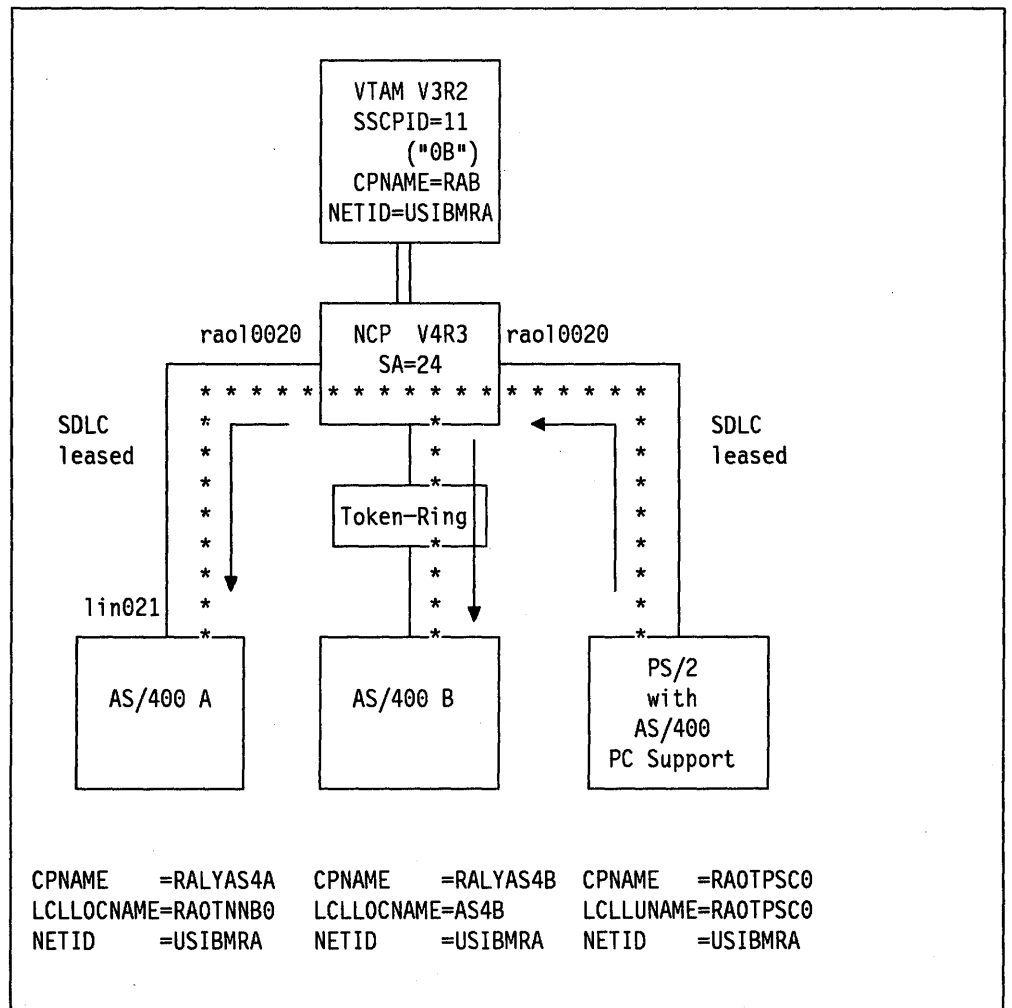 VTAM V3R2
SSCPID=11
("0B")
CPNAME=RAB
NETID=USIBMRA
rao10020
NCP V4R3
rao10020
SA=24
SDLC
leased
SDLC
leased
Token-Ring
lin021
AS/400 A
AS/400 B
PS/2
with
AS/400
PC Support
CPNAME =RALYAS4A CPNAME =RALYAS4B CPNAME =RAOTPSC0
LCLLOCNAME=RAOTNNB0 LCLLOCNAME=AS4B LCLLUNAME=RAOTPSC0
NETID =USIBMRA NETID =USIBMRA NETID =USIBMRA